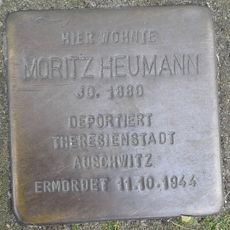 HIER WOHNTE
MORITZ HEUMANN
JG. 1880
DEPORTIERT
THERESIENSTADT
AUSCHWITZ
ERMORDET 11.10.1944